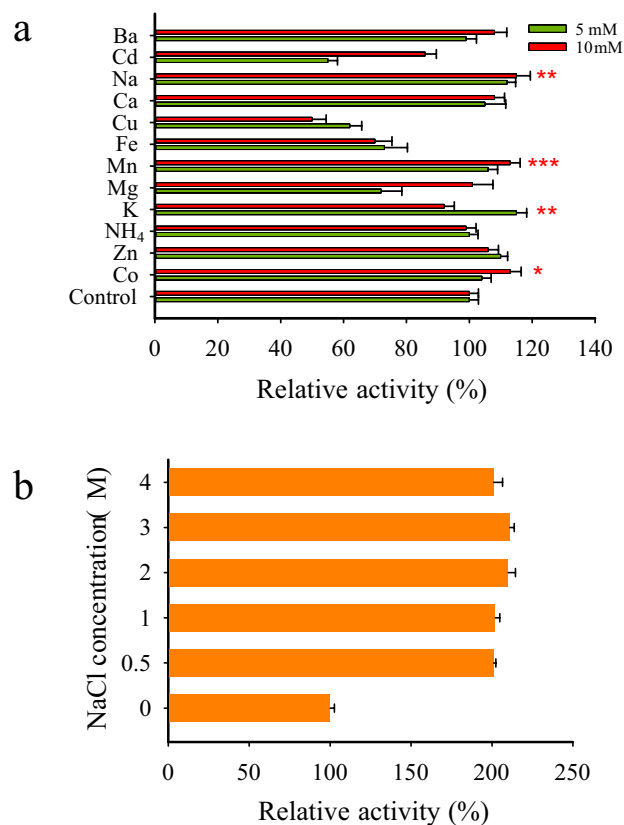 a
5 mM
10mM
Ba
Cd
Na **
Ca
Cu
Fe
Mn ***
Mg
K **
NH4
Zn
Co *
Control
0 20 40 60 80 100 120 140
Relative activity (%)
b
NaCl concentration( M)
4
3
2
1
0.5
0
0 50 100 150 200 250
Relative activity (%)